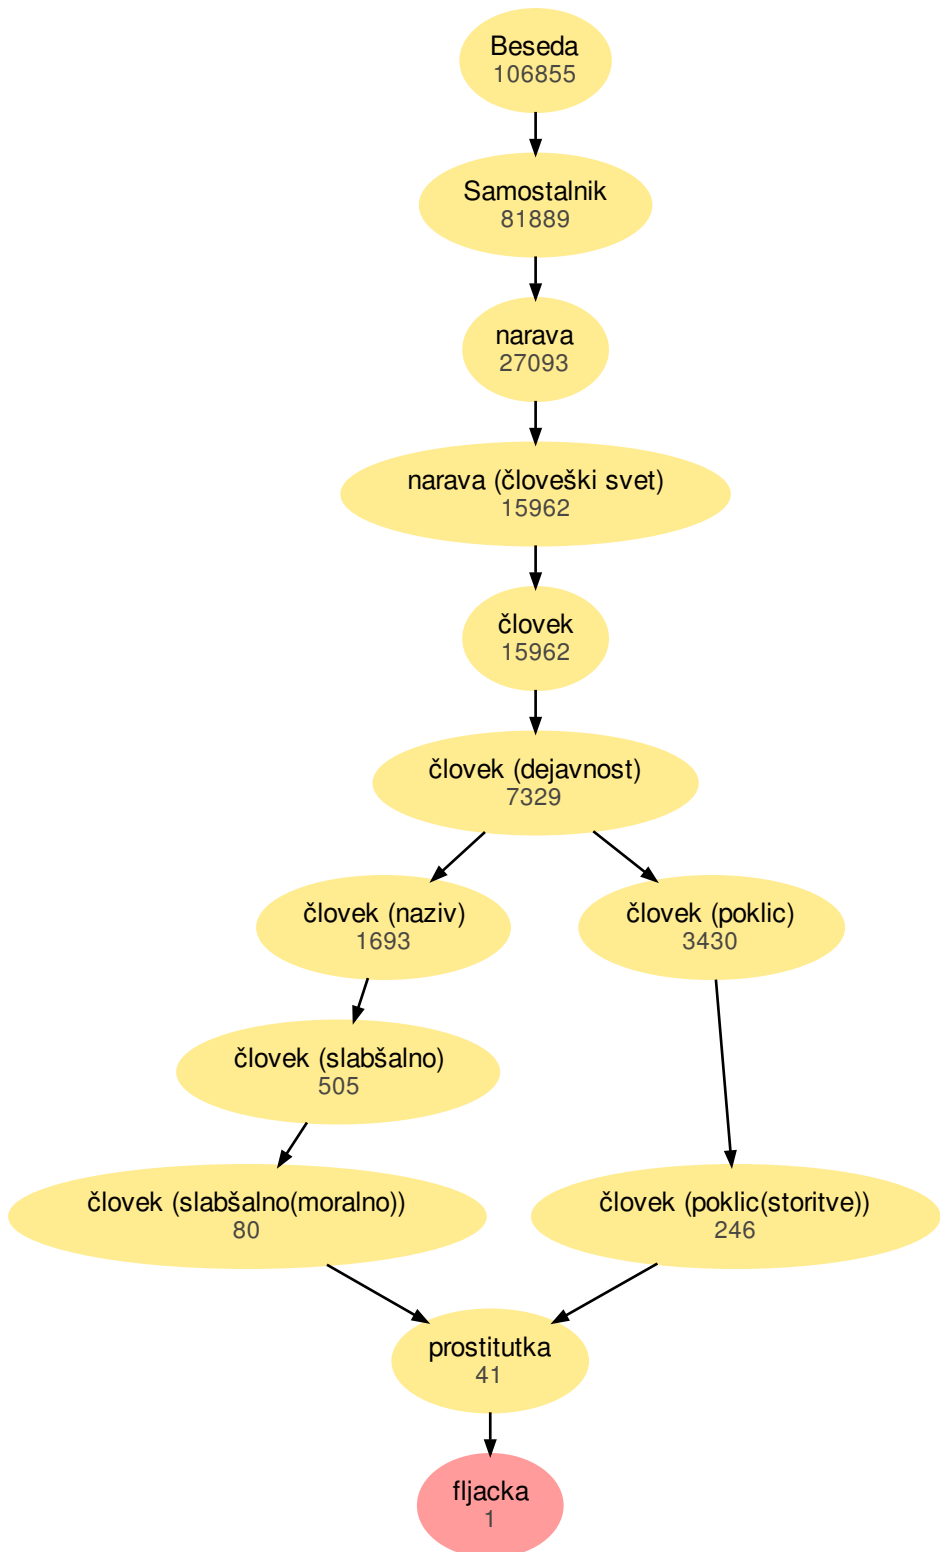 Beseda
106855
Samostalnik
81889
narava
27093
narava (človeški svet)
15962
človek
15962
človek (dejavnost)
7329
človek (naziv)
1693
človek (poklic)
3430
človek (slabšalno)
505
človek (slabšalno(moralno))
80
človek (poklic(storitve))
246
prostitutka
41
fljacka
1